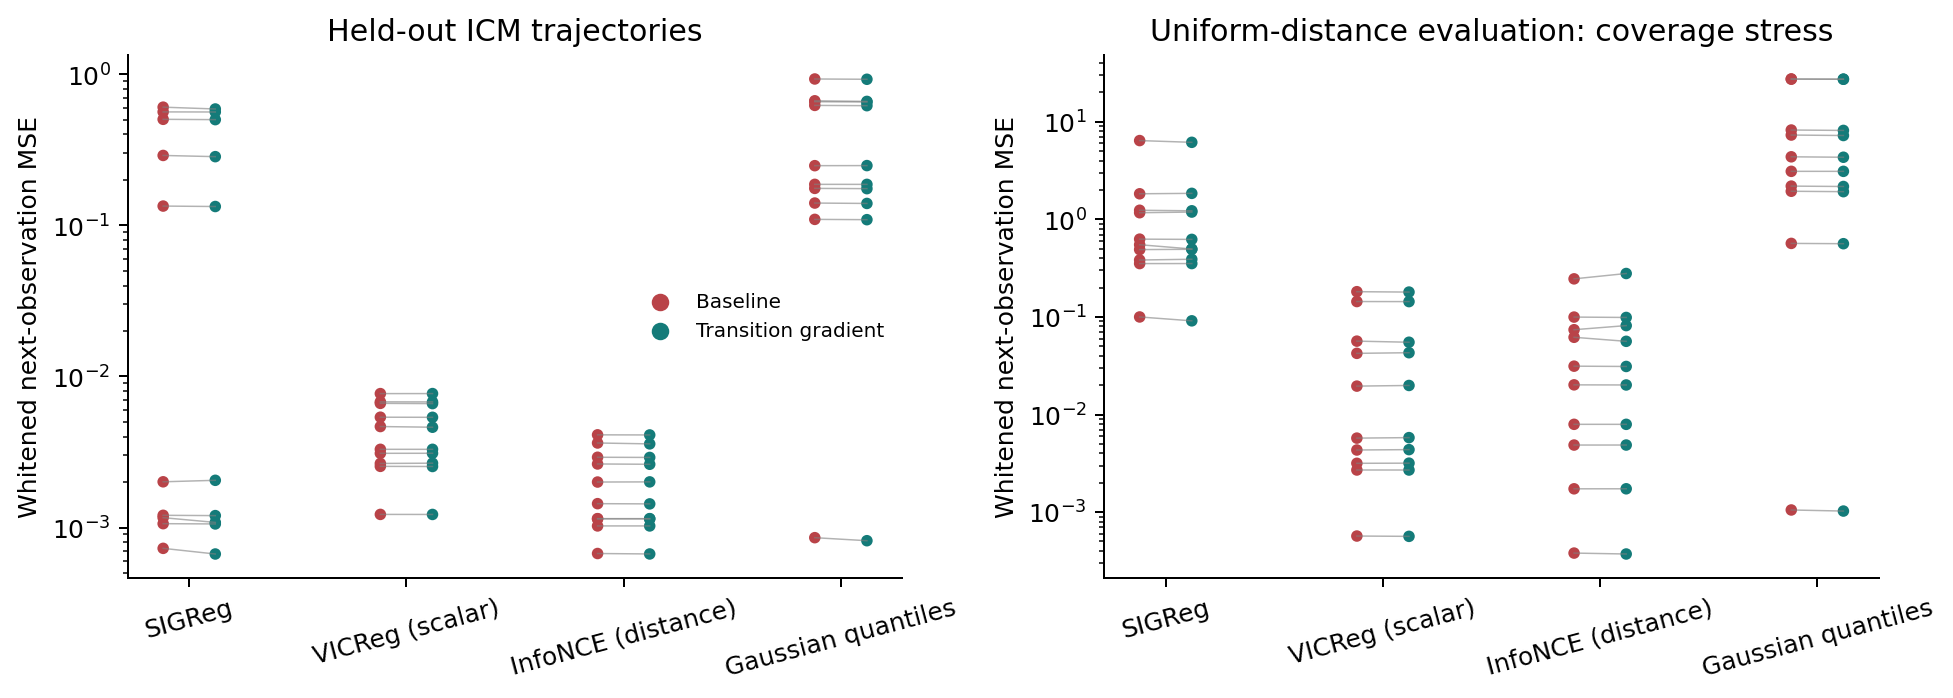 Held-out ICM trajectories
Whitened next-observation MSE
10^0
10^-1
10^-2
10^-3
Baseline
Transition gradient
SIGReg
VICReg (scalar)
InfoNCE (distance)
Gaussian quantiles
Uniform-distance evaluation: coverage stress
Whitened next-observation MSE
10^1
10^0
10^-1
10^-2
10^-3
SIGReg
VICReg (scalar)
InfoNCE (distance)
Gaussian quantiles